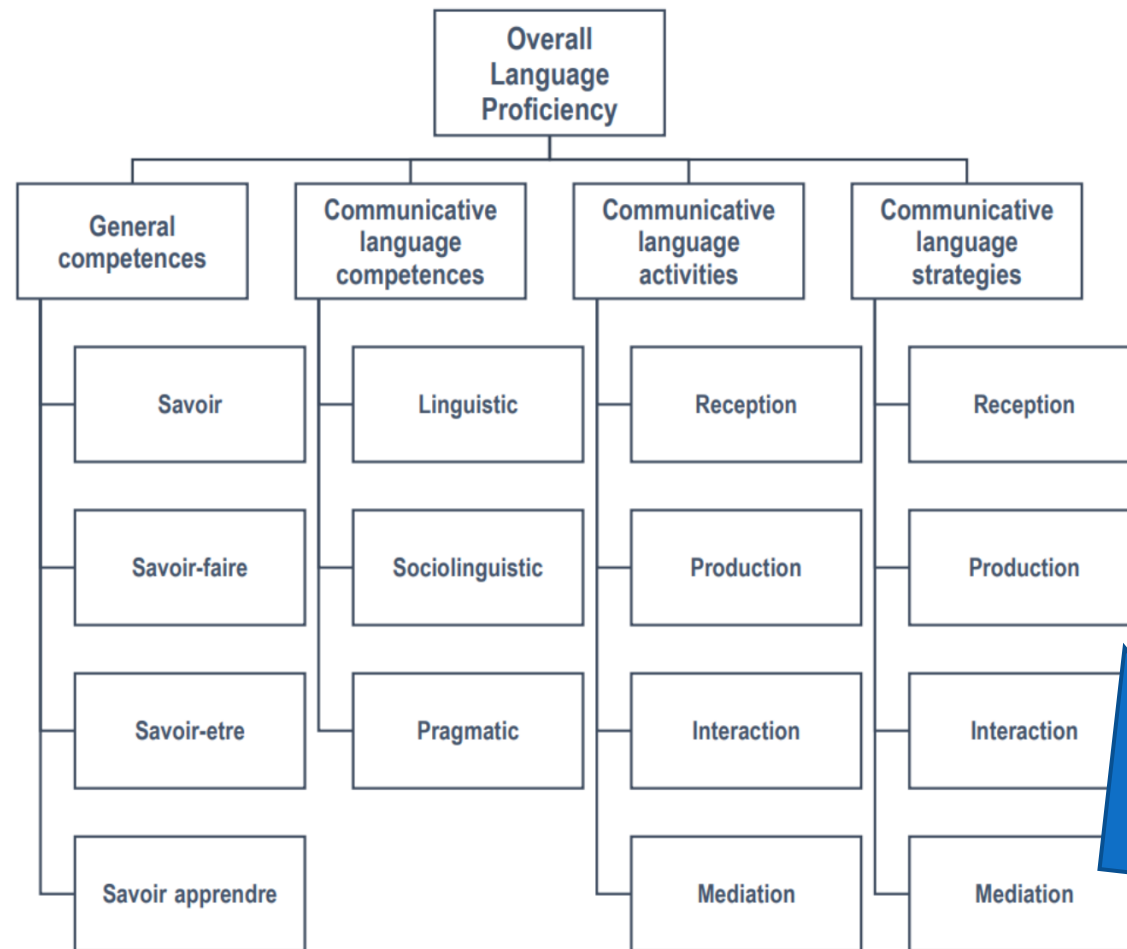 Overall
Language
Proficiency
General
competences
Communicative
language
competences
Communicative
language
activities
Communicative
language
strategies
Savoir
Linguistic
Reception
Reception
Savoir-faire
Sociolinguistic
Production
Production
Savoir-etre
Pragmatic
Interaction
Interaction
Savoir apprendre
Mediation
Mediation